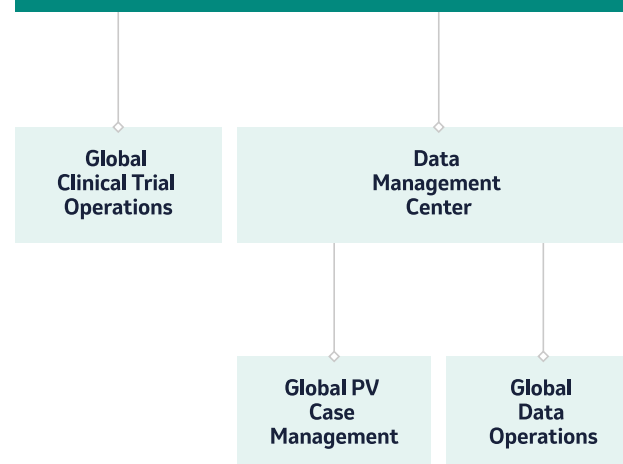 Global
Clinical Trial
Operations
Data
Management
Center
Global PV
Case
Management
Global
Data
Operations